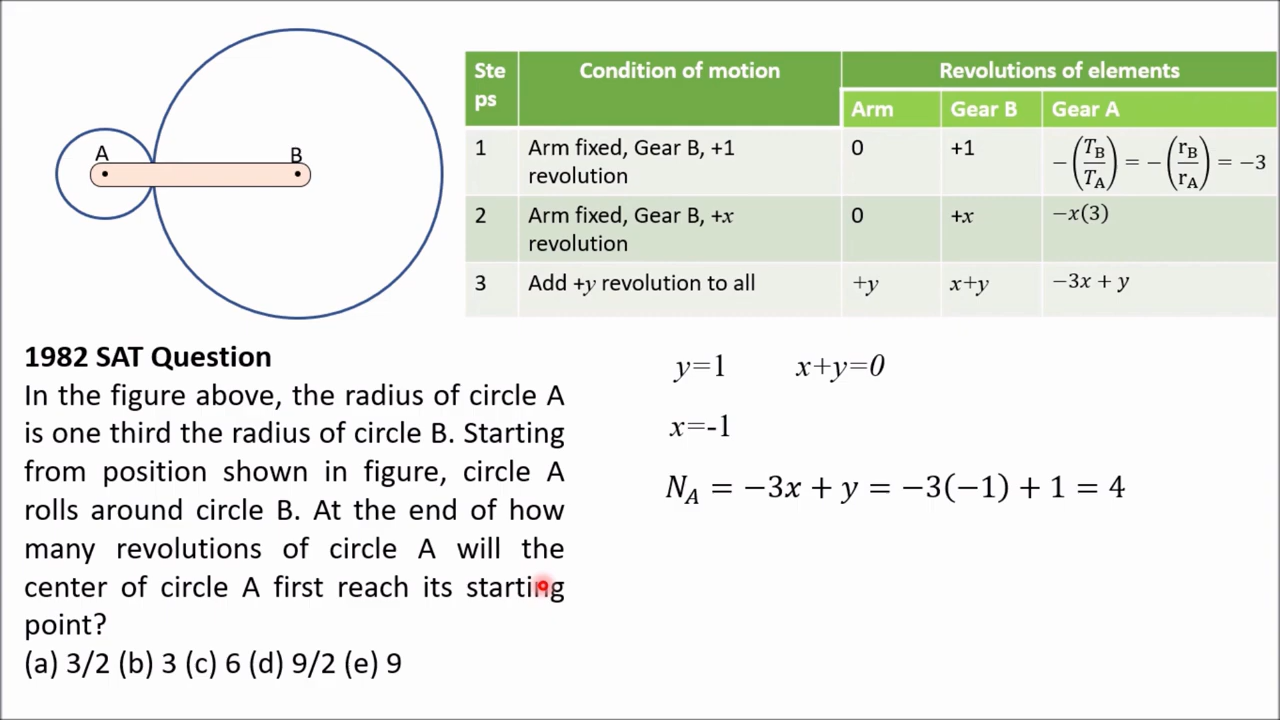 A
B
Ste
ps
Condition of motion
Revolutions of elements
Arm
Gear B
Gear A
1
Arm fixed, Gear B, +1
revolution
0
+1
−(T_B/T_A) = −(r_B/r_A) = −3
2
Arm fixed, Gear B, +x
revolution
0
+x
−x(3)
3
Add +y revolution to all
+y
x+y
−3x + y
1982 SAT Question
In the figure above, the radius of circle A
is one third the radius of circle B. Starting
from position shown in figure, circle A
rolls around circle B. At the end of how
many revolutions of circle A will the
center of circle A first reach its starting
point?
(a) 3/2 (b) 3 (c) 6 (d) 9/2 (e) 9
y=1 x+y=0
x=-1
N_A = −3x + y = −3(−1) + 1 = 4